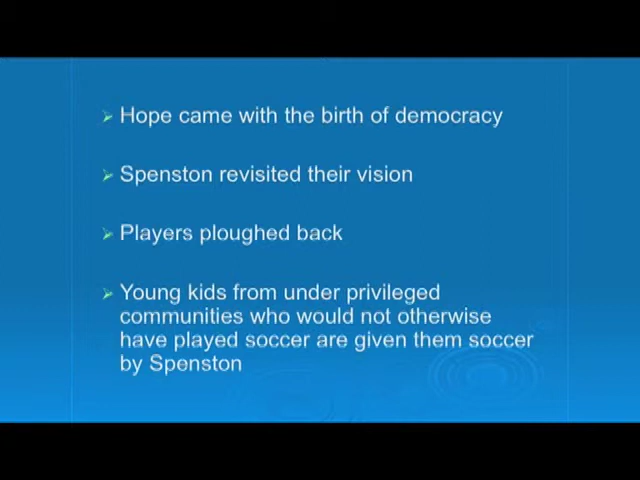 Hope came with the birth of democracy
Spenston revisited their vision
Players ploughed back
Young kids from under privileged
communities who would not otherwise
have played soccer are given them soccer
by Spenston